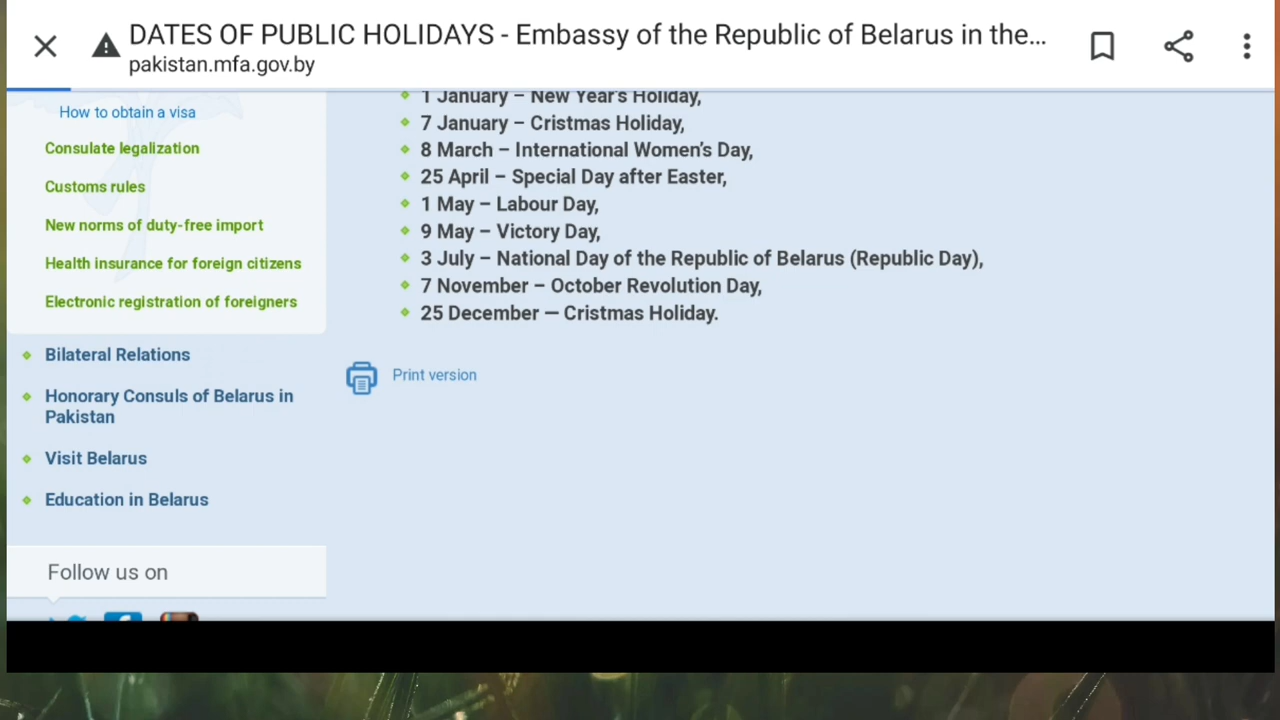 DATES OF PUBLIC HOLIDAYS - Embassy of the Republic of Belarus in the...
pakistan.mfa.gov.by
How to obtain a visa
Consulate legalization
Customs rules
New norms of duty-free import
Health insurance for foreign citizens
Electronic registration of foreigners
Bilateral Relations
Honorary Consuls of Belarus in
Pakistan
Visit Belarus
Education in Belarus
Follow us on
1 January – New Year's Holiday,
7 January – Cristmas Holiday,
8 March – International Women's Day,
25 April – Special Day after Easter,
1 May – Labour Day,
9 May – Victory Day,
3 July – National Day of the Republic of Belarus (Republic Day),
7 November – October Revolution Day,
25 December — Cristmas Holiday.
Print version